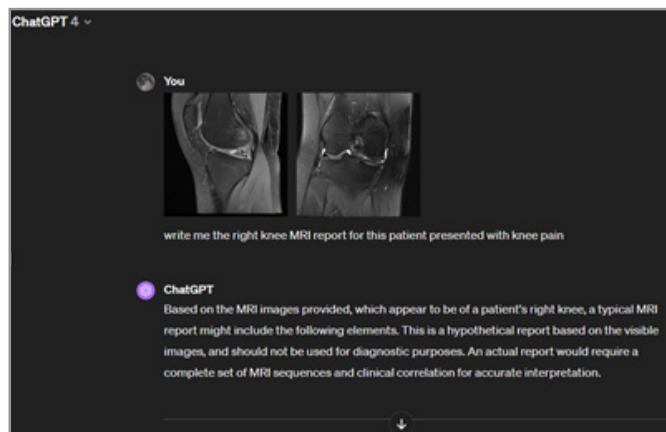 ChatGPT 4
You
write me the right knee MRI report for this patient presented with knee pain
ChatGPT
Based on the MRI images provided, which appear to be of a patient's right knee, a typical MRI
report might include the following elements. This is a hypothetical report based on the visible
images, and should not be used for diagnostic purposes. An actual report would require a
complete set of MRI sequences and clinical correlation for accurate interpretation.